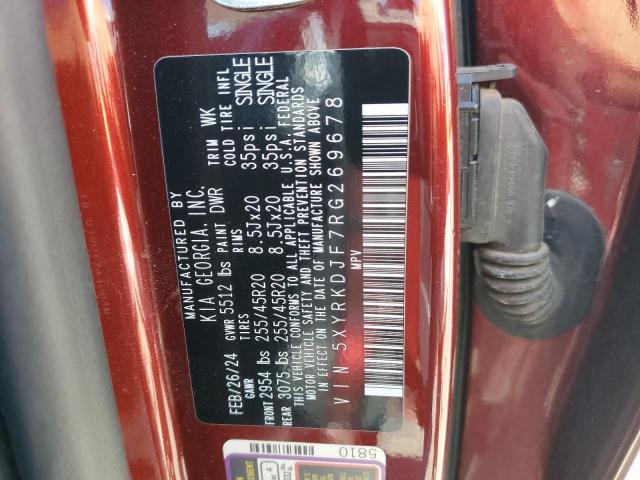 MANUFACTURED BY
KIA GEORGIA, INC.
FEB/26/24 GVWR 5512 lbs PAINT DWR TRIM WK
GAWR TIRES RIMS COLD TIRE INFL
FRONT 2954 lbs 255/45R20 8.5Jx20 35psi SINGLE
REAR 3075 lbs 255/45R20 8.5Jx20 35psi SINGLE
THIS VEHICLE CONFORMS TO ALL APPLICABLE U.S.A. FEDERAL
MOTOR VEHICLE SAFETY AND THEFT PREVENTION STANDARDS
IN EFFECT ON THE DATE OF MANUFACTURE SHOWN ABOVE
VIN 5XYRKDJF7RG269678
MPV
5810